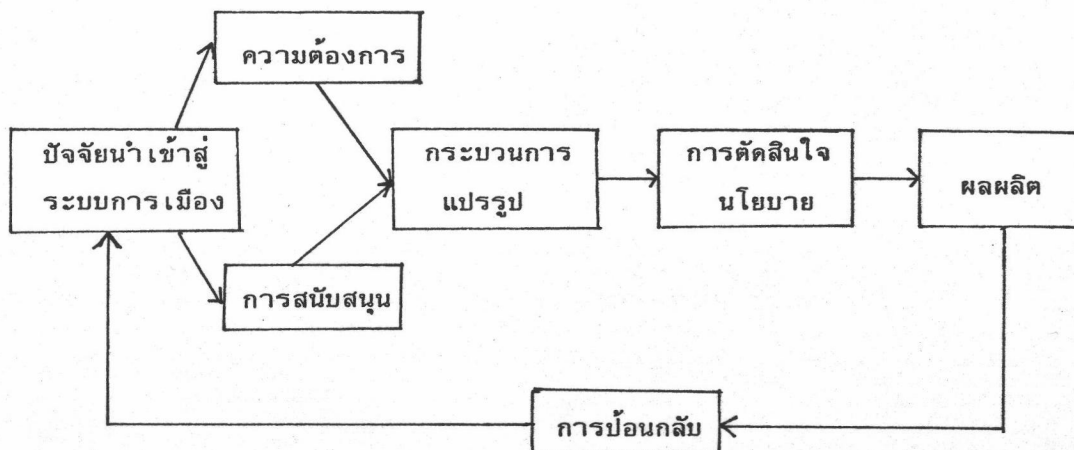 ความต้องการ
ปัจจัยนำเข้าสู่
ระบบการเมือง
กระบวนการ
แปรรูป
การตัดสินใจ
นโยบาย
ผลผลิต
การสนับสนุน
การป้อนกลับ